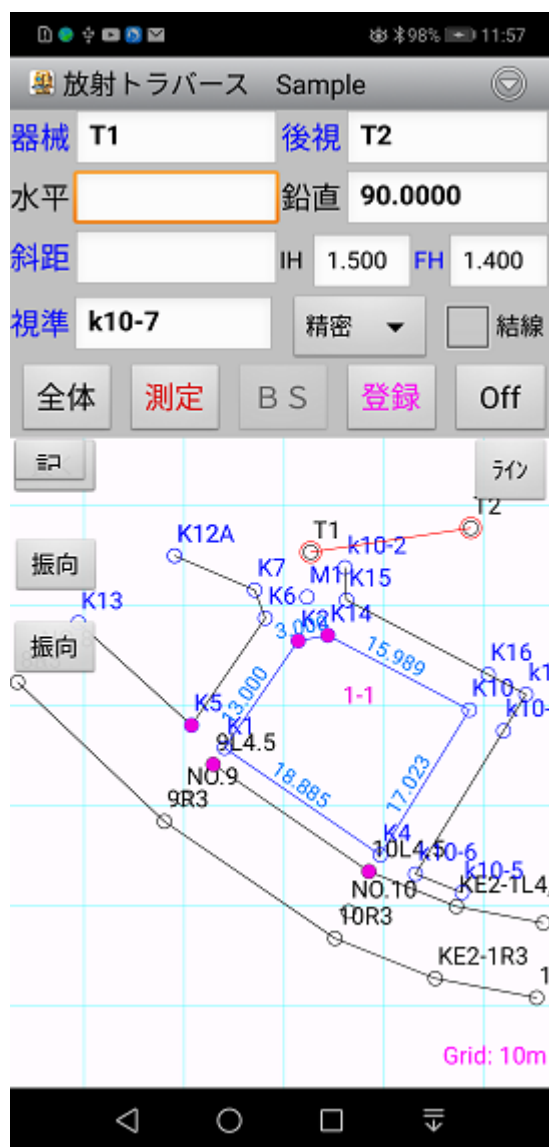 98% 11:57
放射トラバース Sample
器械 T1 後視 T2
水平 鉛直 90.0000
斜距 IH 1.500 FH 1.400
視準 k10-7 精密 結線
全体 測定 BS 登録 Off
ライン
T2
K12A T1
k10-2
振向 K7 M1 K15
K13 K6 K2 K14
3.000
振向 15.989
K16
K5 13.000 1-1 K10
K1
9L4.5
NO.9 18.885 17.023
9R3
K4
10L4.5 k10-6
k10-5
NO.10 KE2-1L4
10R3
KE2-1R3
Grid: 10m